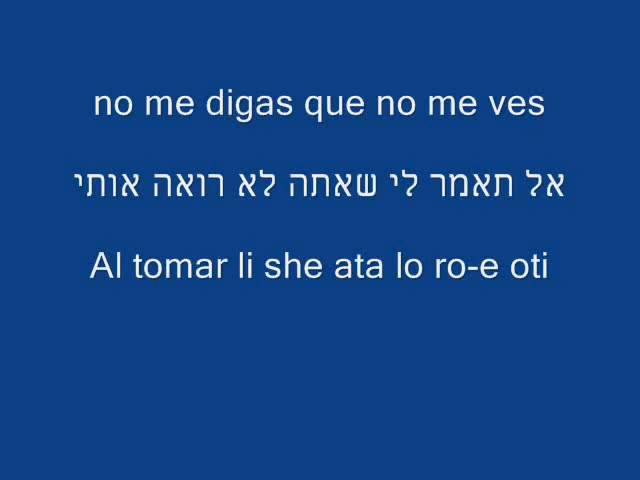 no me digas que no me ves
אל תאמר לי שאתה לא רואה אותי
Al tomar li she ata lo ro-e oti